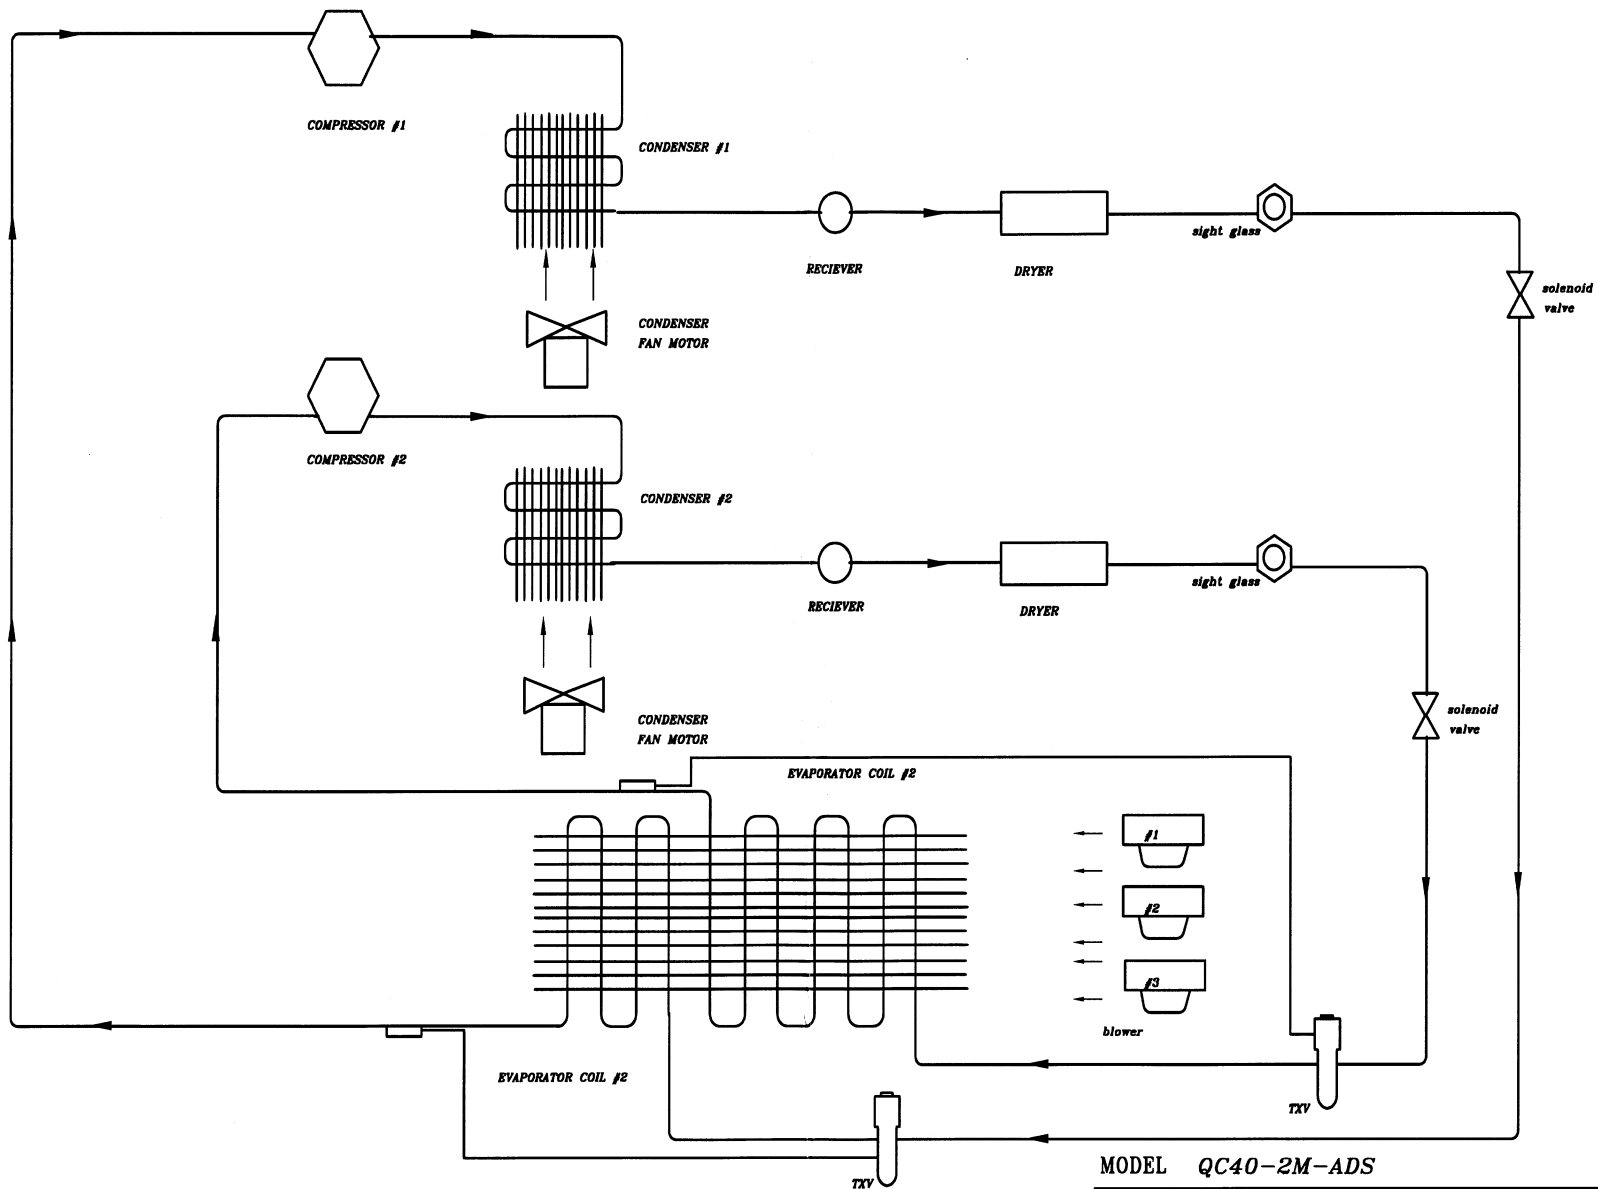 COMPRESSOR #1
CONDENSER #1
sight glass
RECIEVER
DRYER
solenoid
valve
CONDENSER
FAN MOTOR
COMPRESSOR #2
CONDENSER #2
sight glass
RECIEVER
DRYER
solenoid
valve
CONDENSER
FAN MOTOR
EVAPORATOR COIL #2
#1
#2
#3
blower
EVAPORATOR COIL #2
TXV
TXV
MODEL QC40-2M-ADS